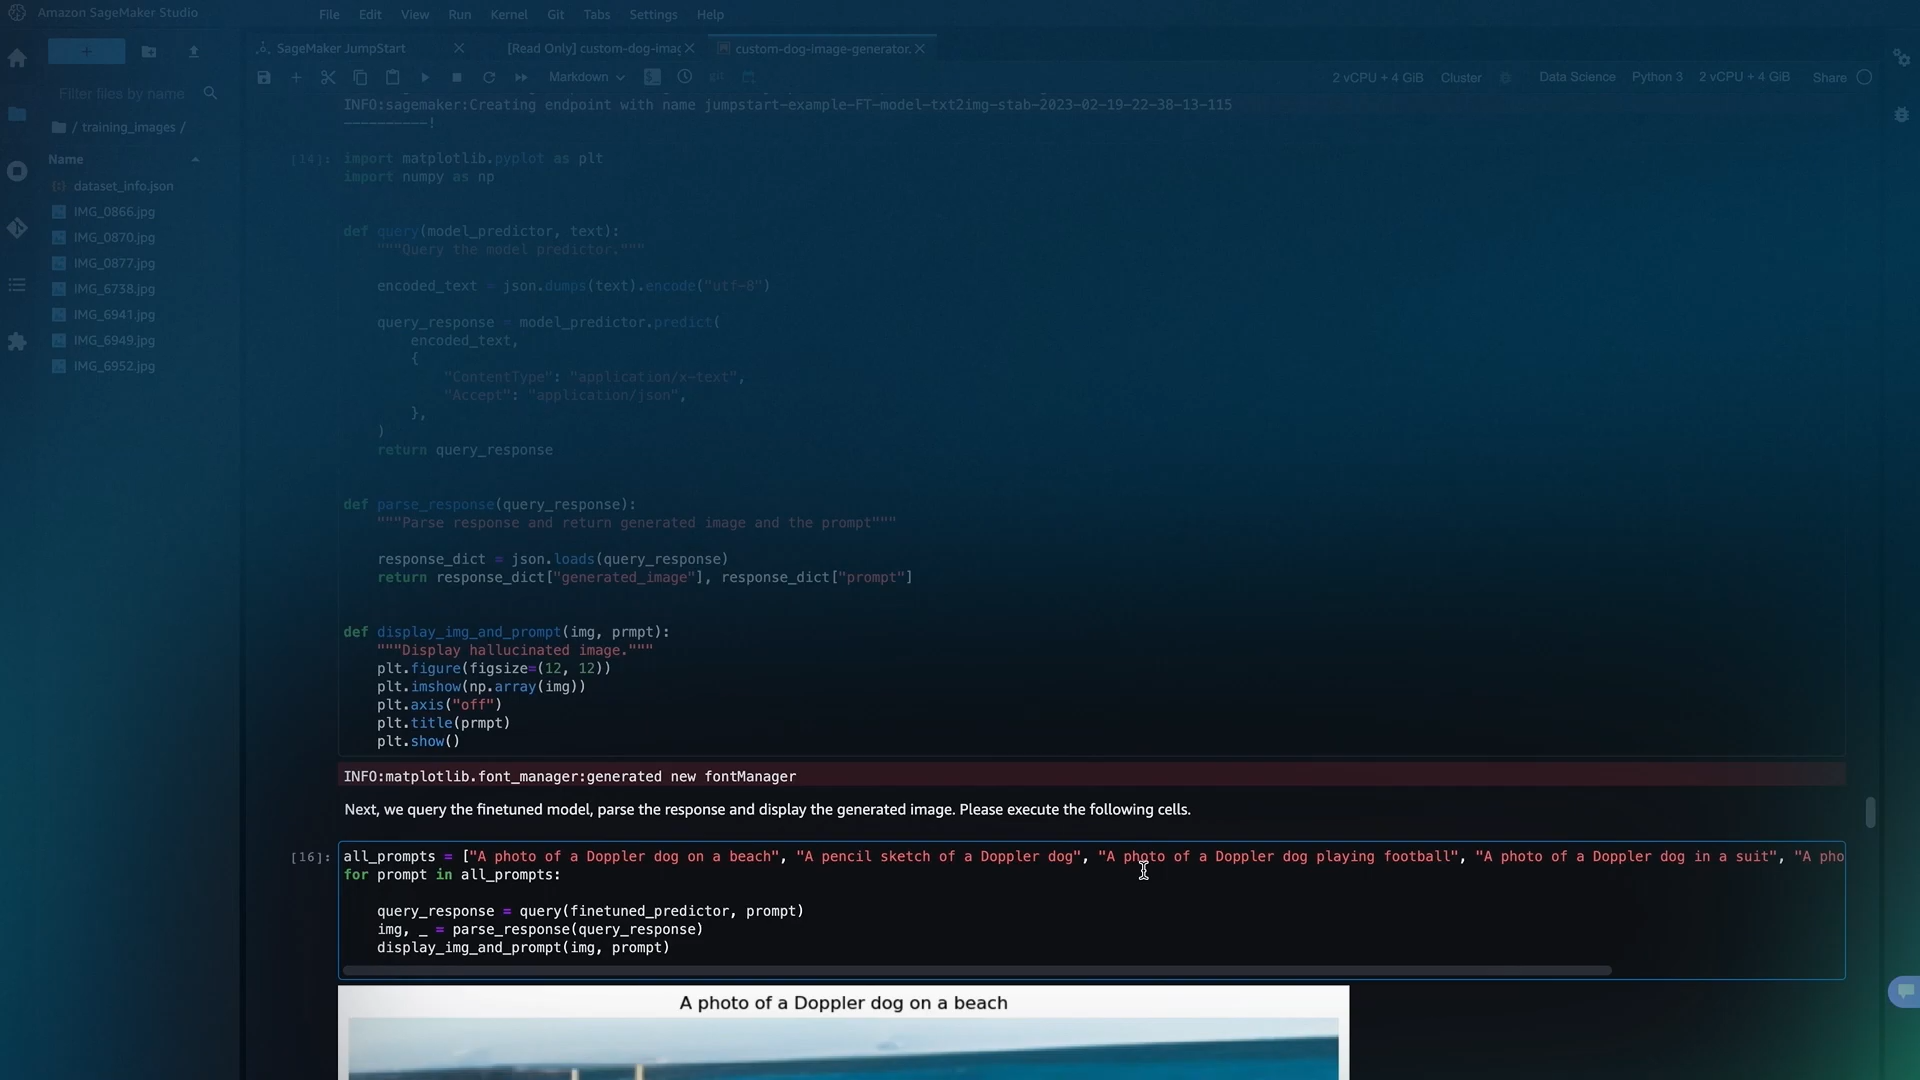 Amazon SageMaker Studio
File Edit View Run Kernel Git Tabs Settings Help
SageMaker JumpStart
[Read Only] custom-dog-imag
custom-dog-image-generator.
Markdown
2 vCPU + 4 GiB Cluster Data Science Python 3 2 vCPU + 4 GiB Share
Filter files by name
/ training_images /
Name
dataset_info.json
IMG_0866.jpg
IMG_0870.jpg
IMG_0877.jpg
IMG_6738.jpg
IMG_6941.jpg
IMG_6949.jpg
IMG_6952.jpg
INFO:sagemaker:Creating endpoint with name jumpstart-example-FT-model-txt2img-stab-2023-02-19-22-38-13-115
----------!
[14]: import matplotlib.pyplot as plt
import numpy as np
def query(model_predictor, text):
"""Query the model predictor."""
encoded_text = json.dumps(text).encode("utf-8")
query_response = model_predictor.predict(
encoded_text,
{
"ContentType": "application/x-text",
"Accept": "application/json",
},
)
return query_response
def parse_response(query_response):
"""Parse response and return generated image and the prompt"""
response_dict = json.loads(query_response)
return response_dict["generated_image"], response_dict["prompt"]
def display_img_and_prompt(img, prmpt):
"""Display hallucinated image."""
plt.figure(figsize=(12, 12))
plt.imshow(np.array(img))
plt.axis("off")
plt.title(prmpt)
plt.show()
INFO:matplotlib.font_manager:generated new fontManager
Next, we query the finetuned model, parse the response and display the generated image. Please execute the following cells.
[16]: all_prompts = ["A photo of a Doppler dog on a beach", "A pencil sketch of a Doppler dog", "A photo of a Doppler dog playing football", "A photo of a Doppler dog in a suit", "A pho
for prompt in all_prompts:
query_response = query(finetuned_predictor, prompt)
img, _ = parse_response(query_response)
display_img_and_prompt(img, prompt)
A photo of a Doppler dog on a beach